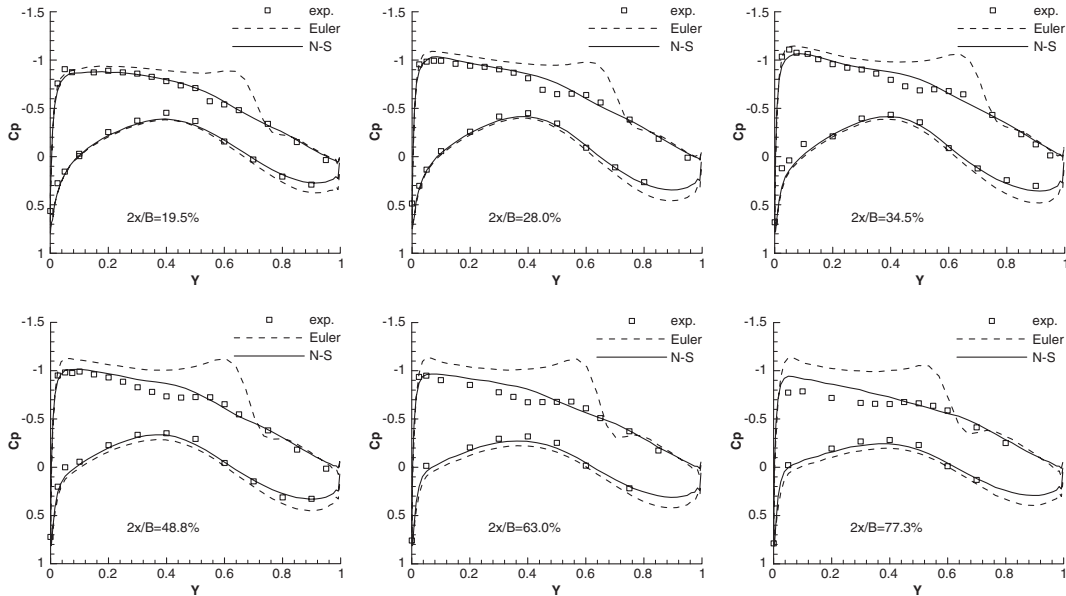 -1.5
-1
-0.5
0
0.5
1
Cp
exp.
Euler
N-S
2x/B=19.5%
0 0.2 0.4 0.6 0.8 1
Y
-1.5
-1
-0.5
0
0.5
1
Cp
exp.
Euler
N-S
2x/B=28.0%
0 0.2 0.4 0.6 0.8 1
Y
-1.5
-1
-0.5
0
0.5
1
Cp
exp.
Euler
N-S
2x/B=34.5%
0 0.2 0.4 0.6 0.8 1
Y
-1.5
-1
-0.5
0
0.5
1
Cp
exp.
Euler
N-S
2x/B=48.8%
0 0.2 0.4 0.6 0.8 1
Y
-1.5
-1
-0.5
0
0.5
1
Cp
exp.
Euler
N-S
2x/B=63.0%
0 0.2 0.4 0.6 0.8 1
Y
-1.5
-1
-0.5
0
0.5
1
Cp
exp.
Euler
N-S
2x/B=77.3%
0 0.2 0.4 0.6 0.8 1
Y